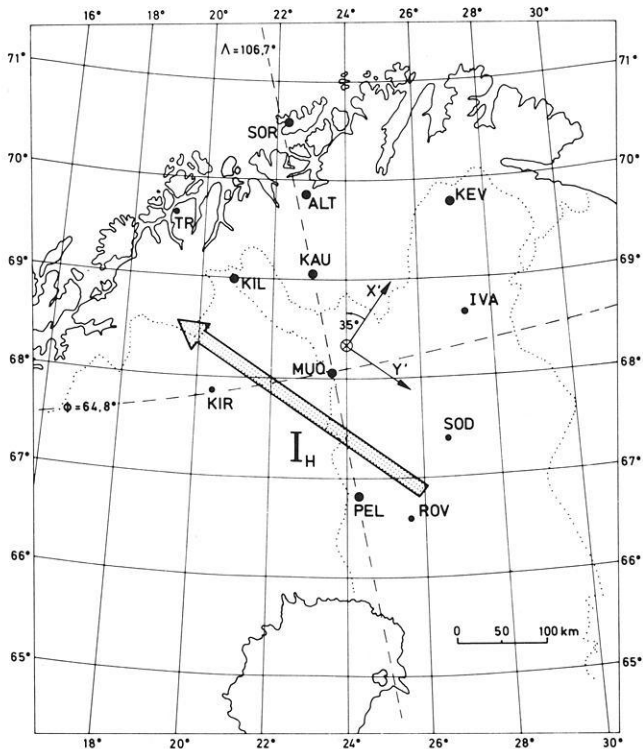 18° 20° 22° 24° 26° 28° 30°
Λ=106,7°
71° 71°
SOR
70° 70°
ALT
KEV
TR
69° KAU 69°
KIL
X'
IVA
35°
68° MUO 68°
Y'
KIR
Φ=64,8°
SOD
67° I_H 67°
PEL ROV
66° 66°
0 50 100 km
65° 65°
18° 20° 22° 24° 26° 28° 30°